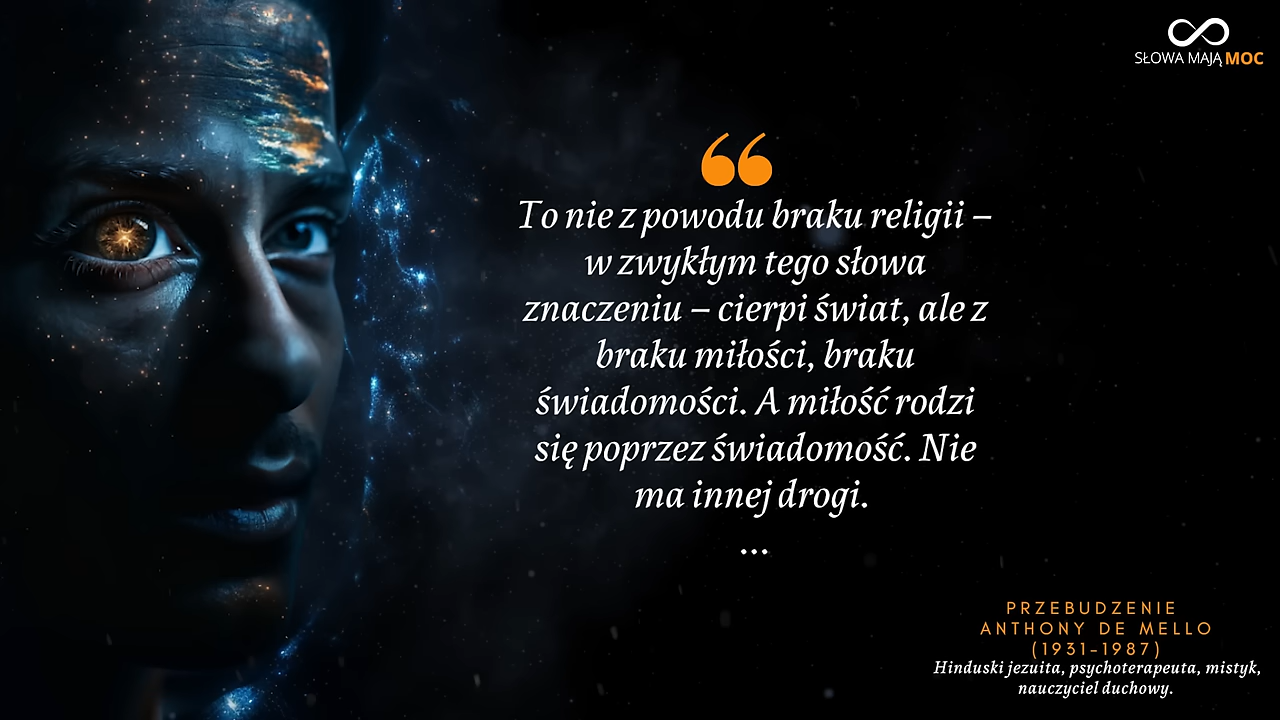 SŁOWA MAJĄ MOC
To nie z powodu braku religii –
w zwykłym tego słowa
znaczeniu – cierpi świat, ale z
braku miłości, braku
świadomości. A miłość rodzi
się poprzez świadomość. Nie
ma innej drogi.
...
PRZEBUDZENIE
ANTHONY DE MELLO
(1931-1987)
Hinduski jezuita, psychoterapeuta, mistyk,
nauczyciel duchowy.